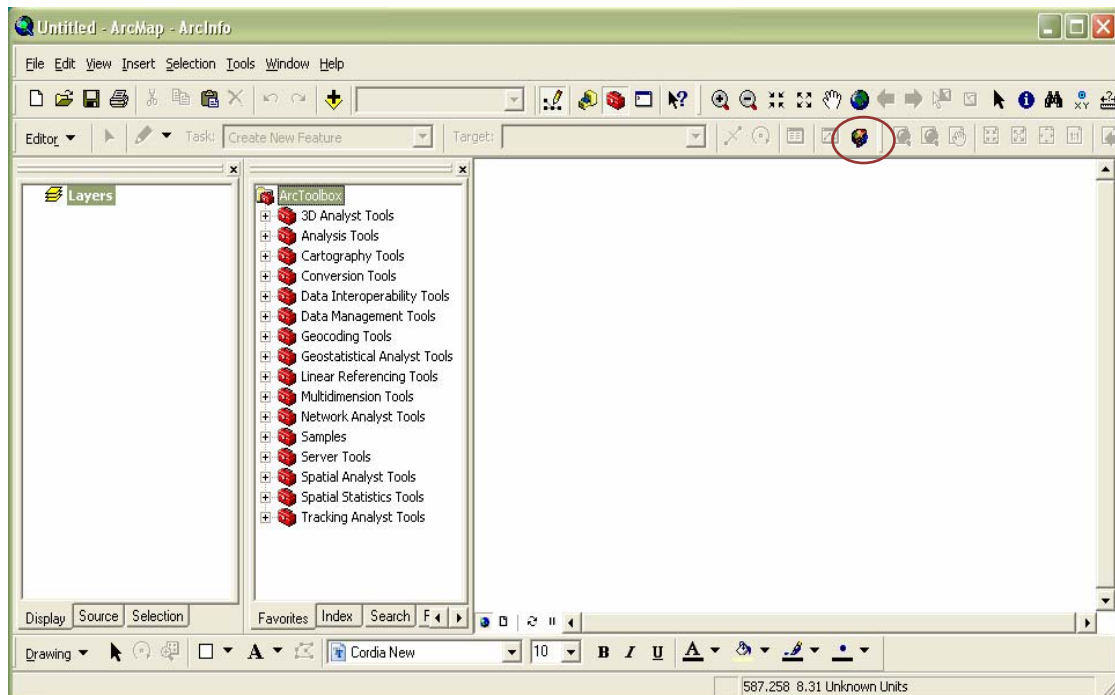 Untitled - ArcMap - ArcInfo
File Edit View Insert Selection Tools Window Help
Editor Task: Create New Feature Target:
Layers
ArcToolbox
3D Analyst Tools
Analysis Tools
Cartography Tools
Conversion Tools
Data Interoperability Tools
Data Management Tools
Geocoding Tools
Geostatistical Analyst Tools
Linear Referencing Tools
Multidimension Tools
Network Analyst Tools
Samples
Server Tools
Spatial Analyst Tools
Spatial Statistics Tools
Tracking Analyst Tools
Display Source Selection
Favorites Index Search
Drawing A Cordia New 10 B I U A
587.258 8.31 Unknown Units